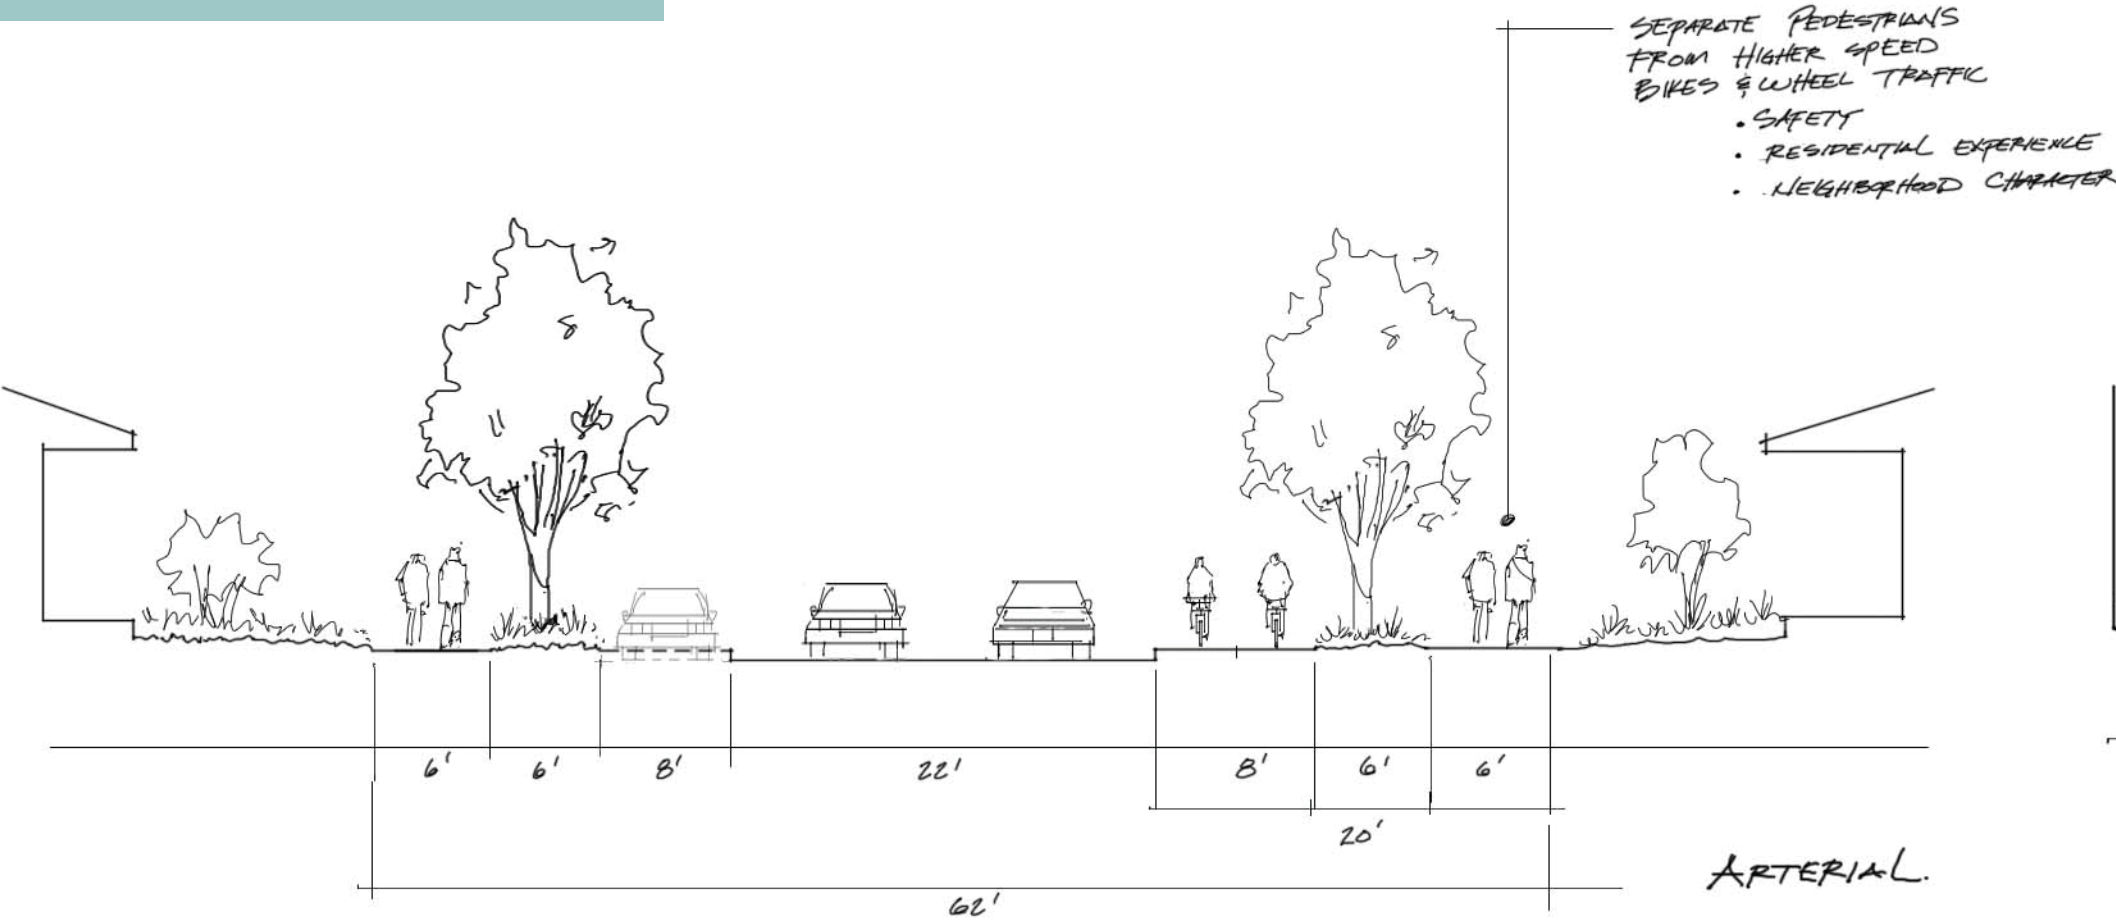 SEPARATE PEDESTRIANS
FROM HIGHER SPEED
BIKES & WHEEL TRAFFIC
• SAFETY
• RESIDENTIAL EXPERIENCE
• NEIGHBORHOOD CHARACTER
6' 6' 8' 22' 8' 6' 6'
20'
ARTERIAL.
62'